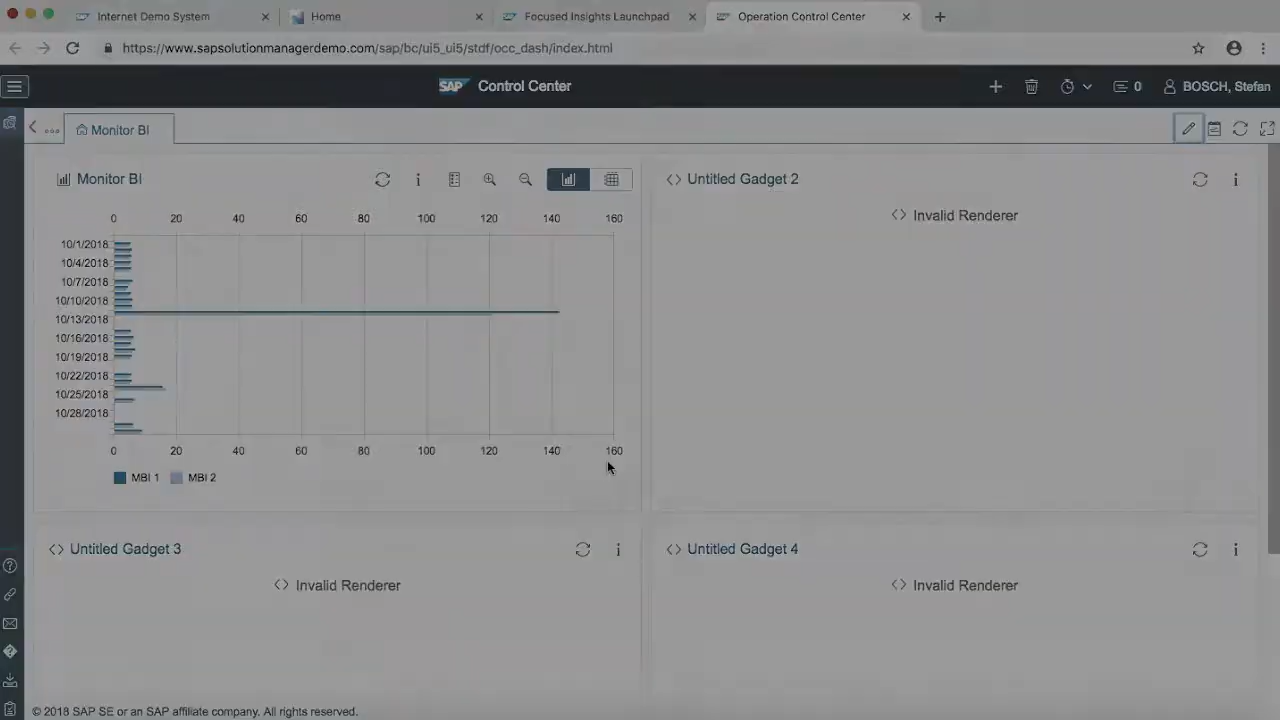 Internet Demo System
Home
Focused Insights Launchpad
Operation Control Center
https://www.sapsolutionmanagerdemo.com/sap/bc/ui5_ui5/stdf/occ_dash/index.html
SAP Control Center
0
BOSCH, Stefan
Monitor BI
Monitor BI
0 20 40 60 80 100 120 140 160
10/1/2018
10/4/2018
10/7/2018
10/10/2018
10/13/2018
10/16/2018
10/19/2018
10/22/2018
10/25/2018
10/28/2018
0 20 40 60 80 100 120 140 160
MBI 1 MBI 2
Untitled Gadget 2
Invalid Renderer
Untitled Gadget 3
Invalid Renderer
Untitled Gadget 4
Invalid Renderer
© 2018 SAP SE or an SAP affiliate company. All rights reserved.